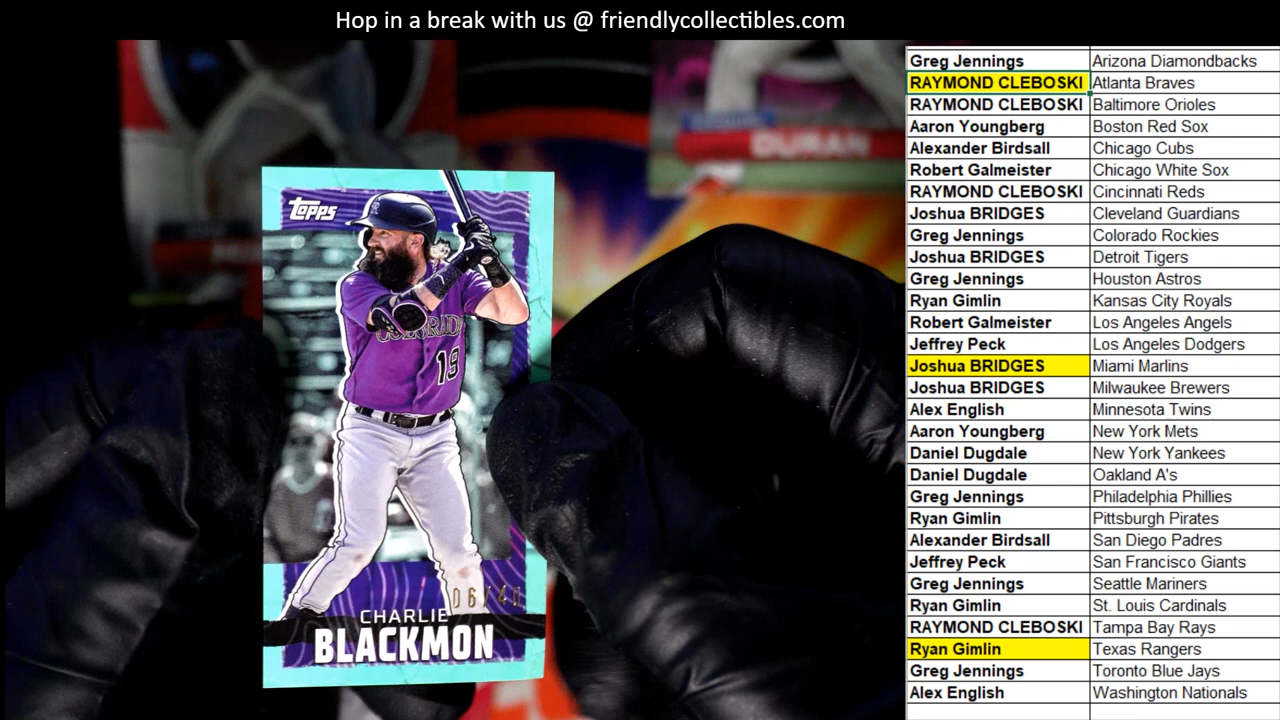 Hop in a break with us @ friendlycollectibles.com
Greg Jennings Arizona Diamondbacks
RAYMOND CLEBOSKI Atlanta Braves
RAYMOND CLEBOSKI Baltimore Orioles
Aaron Youngberg Boston Red Sox
Alexander Birdsall Chicago Cubs
Robert Galmeister Chicago White Sox
RAYMOND CLEBOSKI Cincinnati Reds
Joshua BRIDGES Cleveland Guardians
Greg Jennings Colorado Rockies
Joshua BRIDGES Detroit Tigers
Greg Jennings Houston Astros
Ryan Gimlin Kansas City Royals
Robert Galmeister Los Angeles Angels
Jeffrey Peck Los Angeles Dodgers
Joshua BRIDGES Miami Marlins
Joshua BRIDGES Milwaukee Brewers
Alex English Minnesota Twins
Aaron Youngberg New York Mets
Daniel Dugdale New York Yankees
Daniel Dugdale Oakland A's
Greg Jennings Philadelphia Phillies
Ryan Gimlin Pittsburgh Pirates
Alexander Birdsall San Diego Padres
Jeffrey Peck San Francisco Giants
Greg Jennings Seattle Mariners
Ryan Gimlin St. Louis Cardinals
RAYMOND CLEBOSKI Tampa Bay Rays
Ryan Gimlin Texas Rangers
Greg Jennings Toronto Blue Jays
Alex English Washington Nationals
DURAN
topps
COLORADO
19
06/40
CHARLIE
BLACKMON